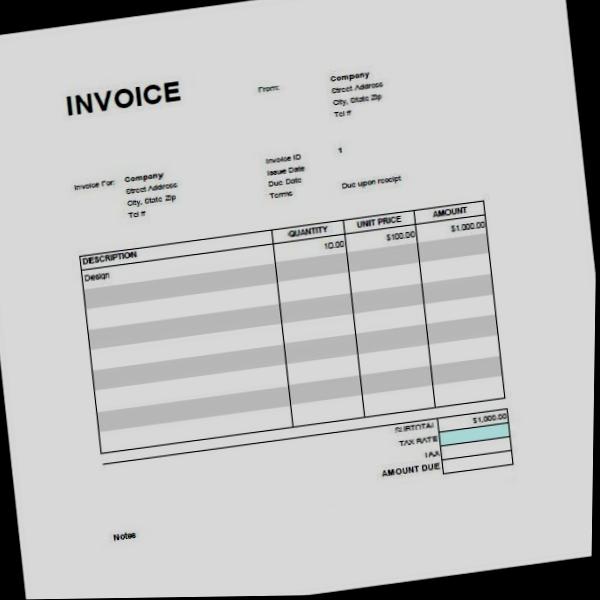 INVOICE
From:
Company
Street Address
City, State Zip
Tel #
Invoice For:
Company
Street Address
City, State Zip
Tel #
Invoice ID 1
Issue Date
Due Date
Terms Due upon receipt
DESCRIPTION QUANTITY UNIT PRICE AMOUNT
Design 10.00 $100.00 $1,000.00
SUBTOTAL $1,000.00
TAX RATE
TAX
AMOUNT DUE
Notes